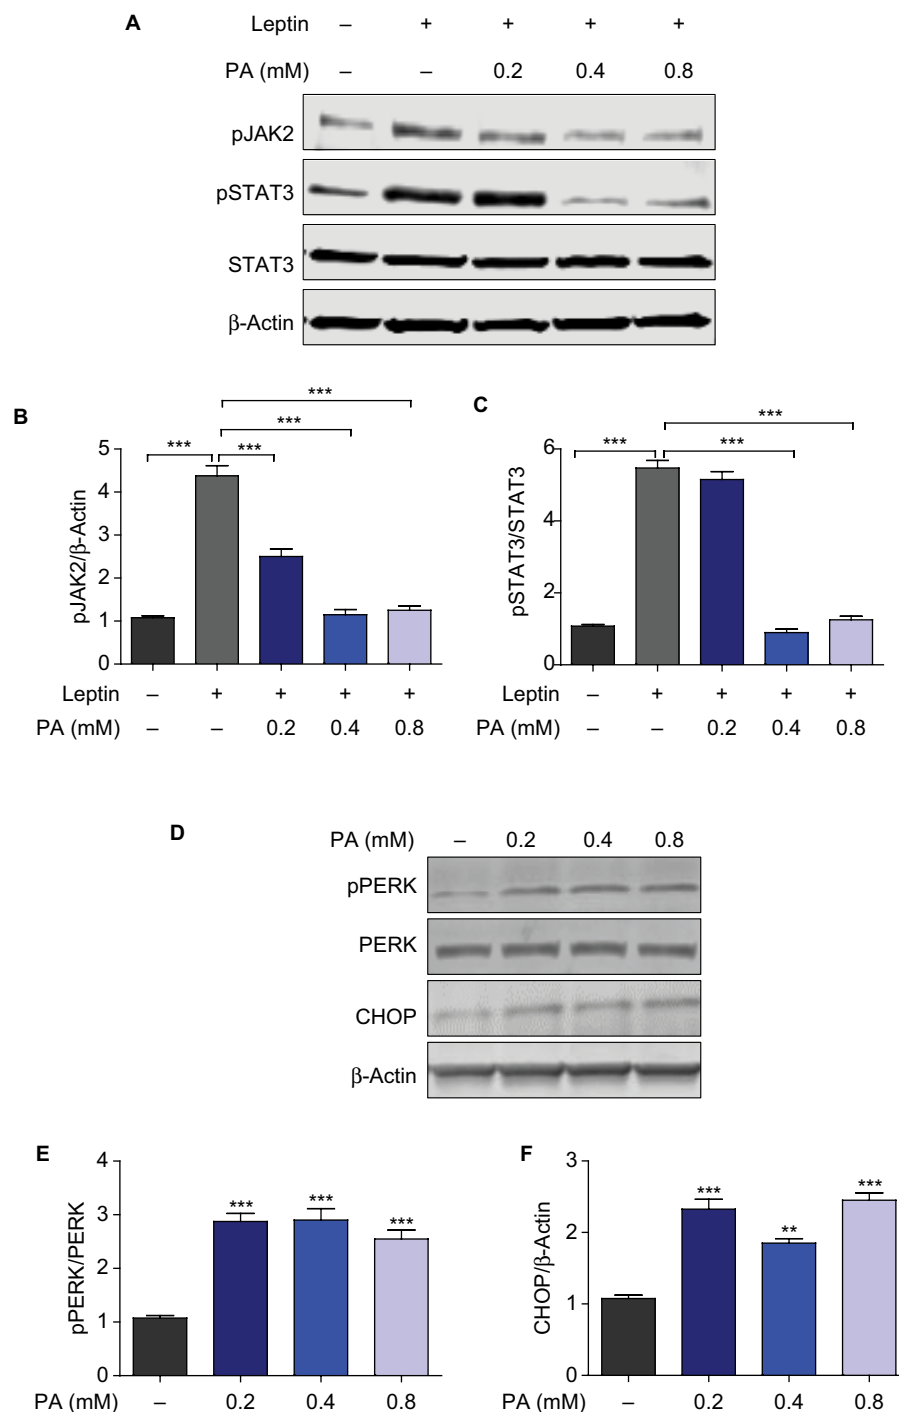 A
Leptin – + + + +
PA (mM) – – 0.2 0.4 0.8
pJAK2
pSTAT3
STAT3
β-Actin
B
***
***
*** ***
pJAK2/β-Actin
5
4
3
2
1
0
Leptin – + + + +
PA (mM) – – 0.2 0.4 0.8
C
***
*** ***
pSTAT3/STAT3
6
4
2
0
Leptin – + + + +
PA (mM) – – 0.2 0.4 0.8
D
PA (mM) – 0.2 0.4 0.8
pPERK
PERK
CHOP
β-Actin
E
pPERK/PERK
4
3
2
1
0
*** *** ***
PA (mM) – 0.2 0.4 0.8
F
CHOP/β-Actin
3
2
1
0
*** ** ***
PA (mM) – 0.2 0.4 0.8